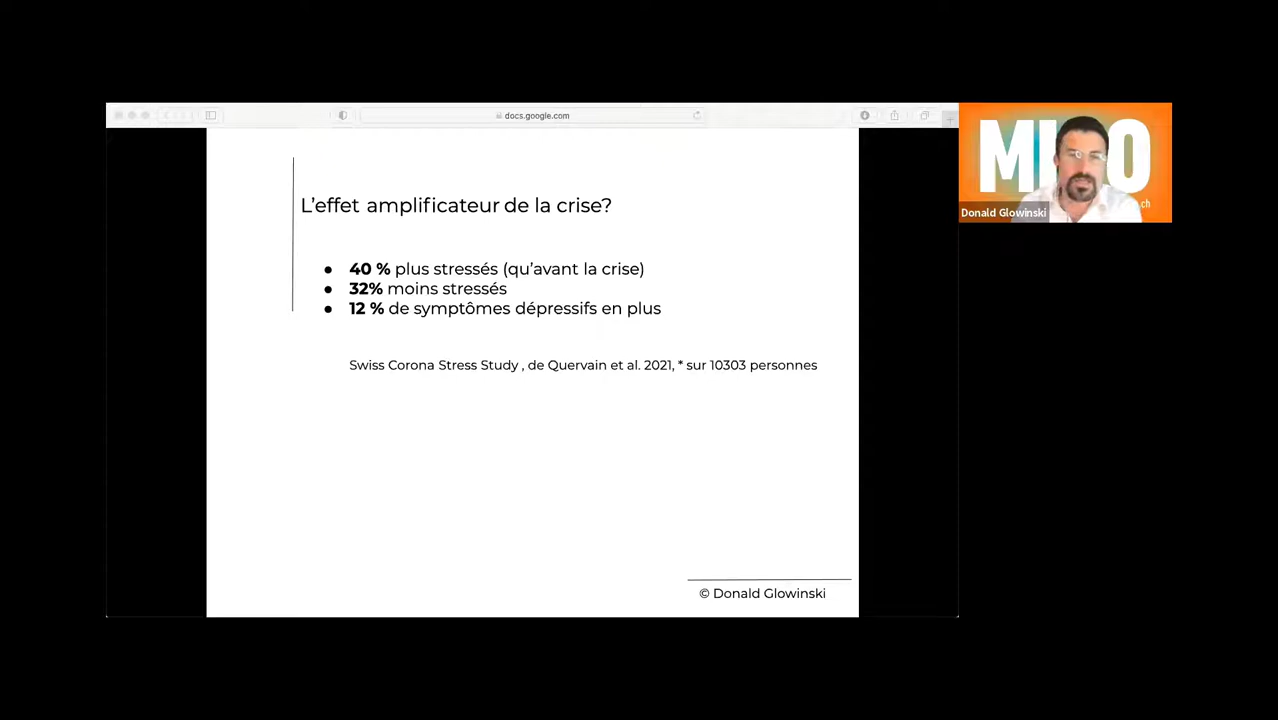 docs.google.com
L'effet amplificateur de la crise?
● 40 % plus stressés (qu'avant la crise)
● 32% moins stressés
● 12 % de symptômes dépressifs en plus
Swiss Corona Stress Study , de Quervain et al. 2021, * sur 10303 personnes
© Donald Glowinski
Donald Glowinski
.ch